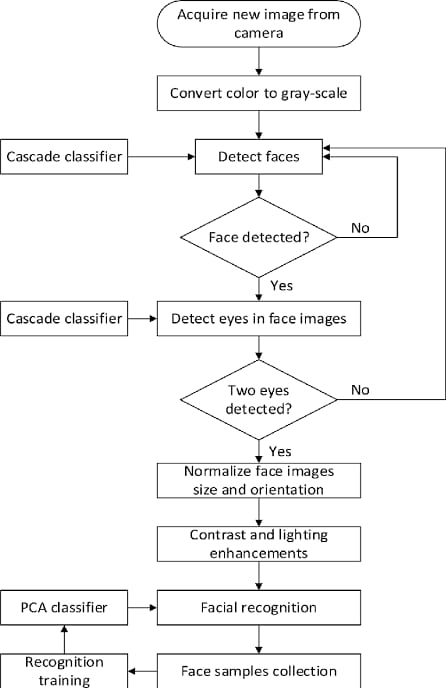 Acquire new image from
camera
Convert color to gray-scale
Cascade classifier
Detect faces
Face detected?
No
Yes
Cascade classifier
Detect eyes in face images
Two eyes
detected?
No
Yes
Normalize face images
size and orientation
Contrast and lighting
enhancements
PCA classifier
Facial recognition
Recognition
training
Face samples collection